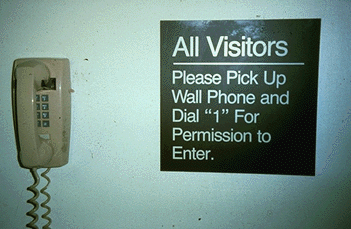 All Visitors
Please Pick Up
Wall Phone and
Dial “1” For
Permission to
Enter.